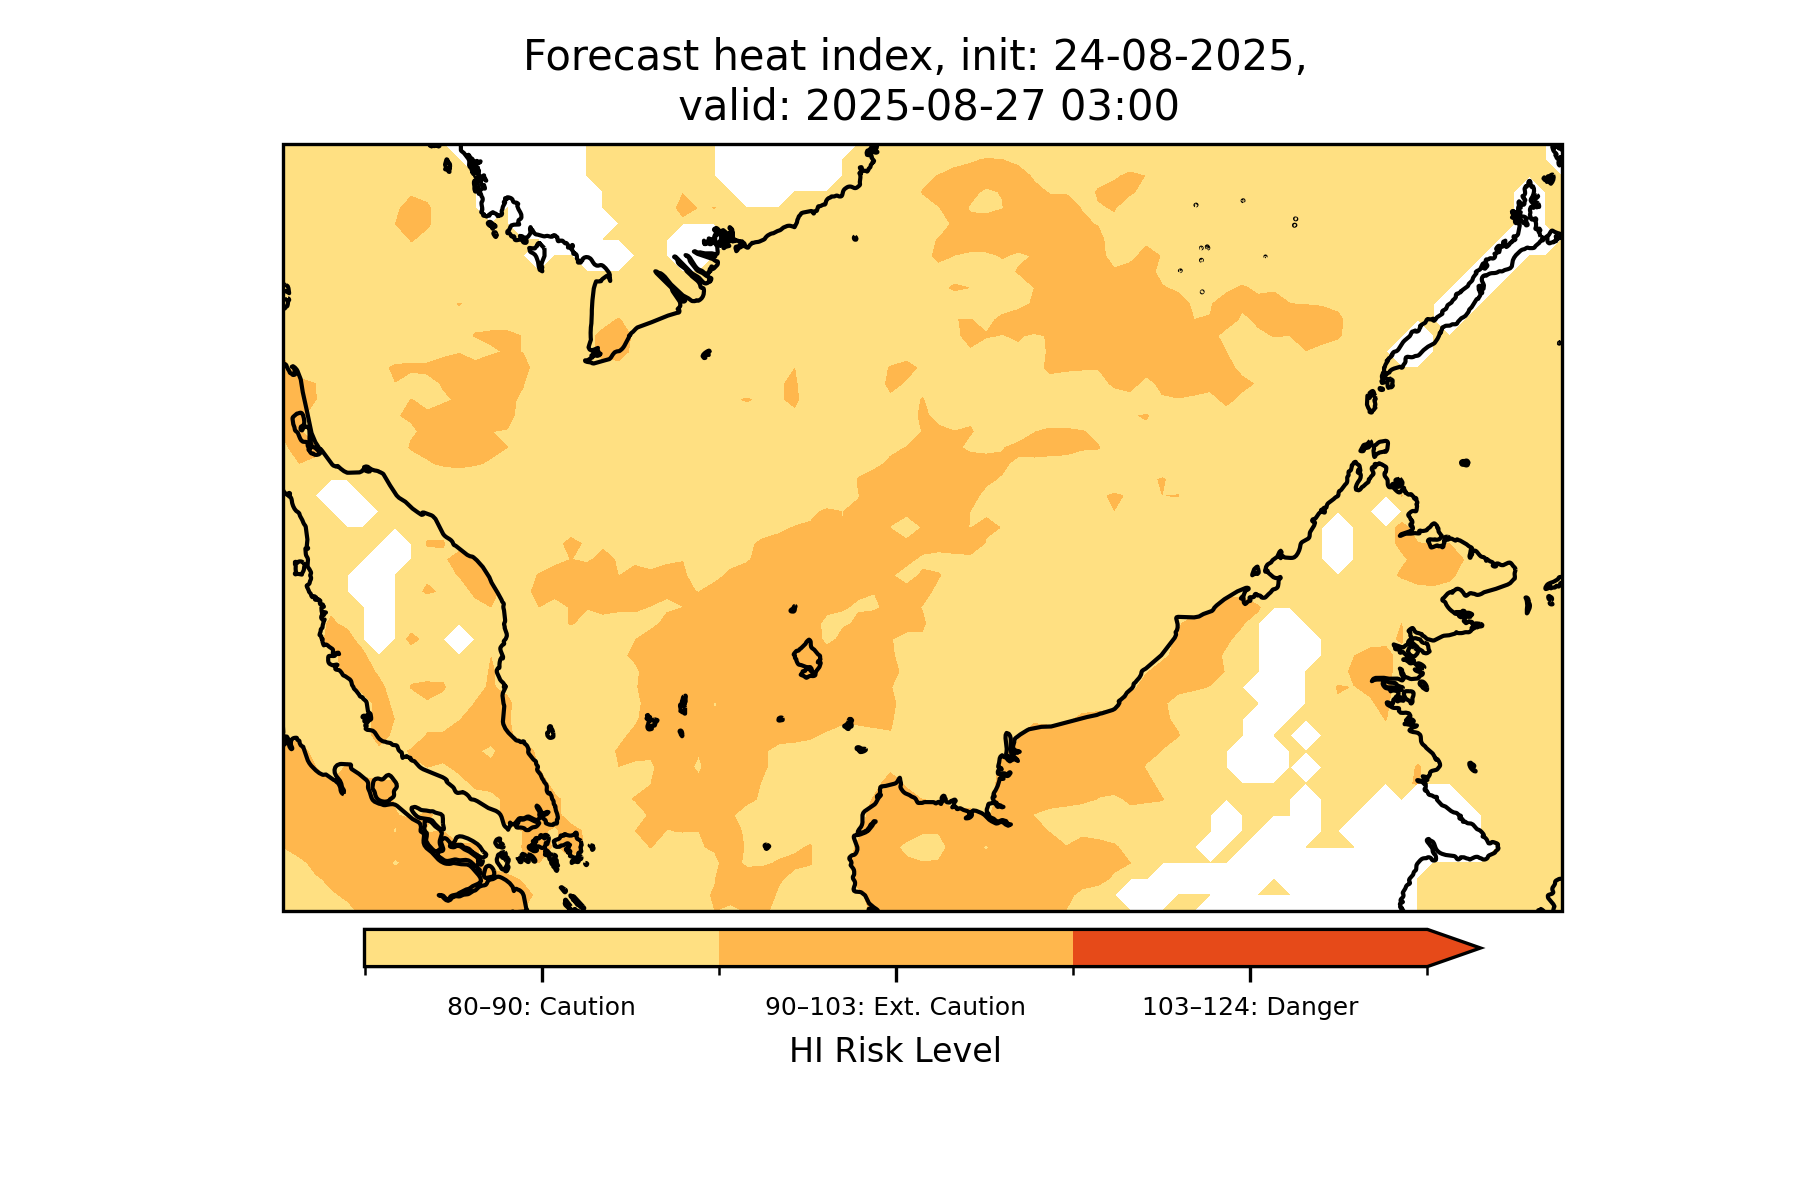 Forecast heat index, init: 24-08-2025,
valid: 2025-08-27 03:00
80–90: Caution
90–103: Ext. Caution
103–124: Danger
HI Risk Level